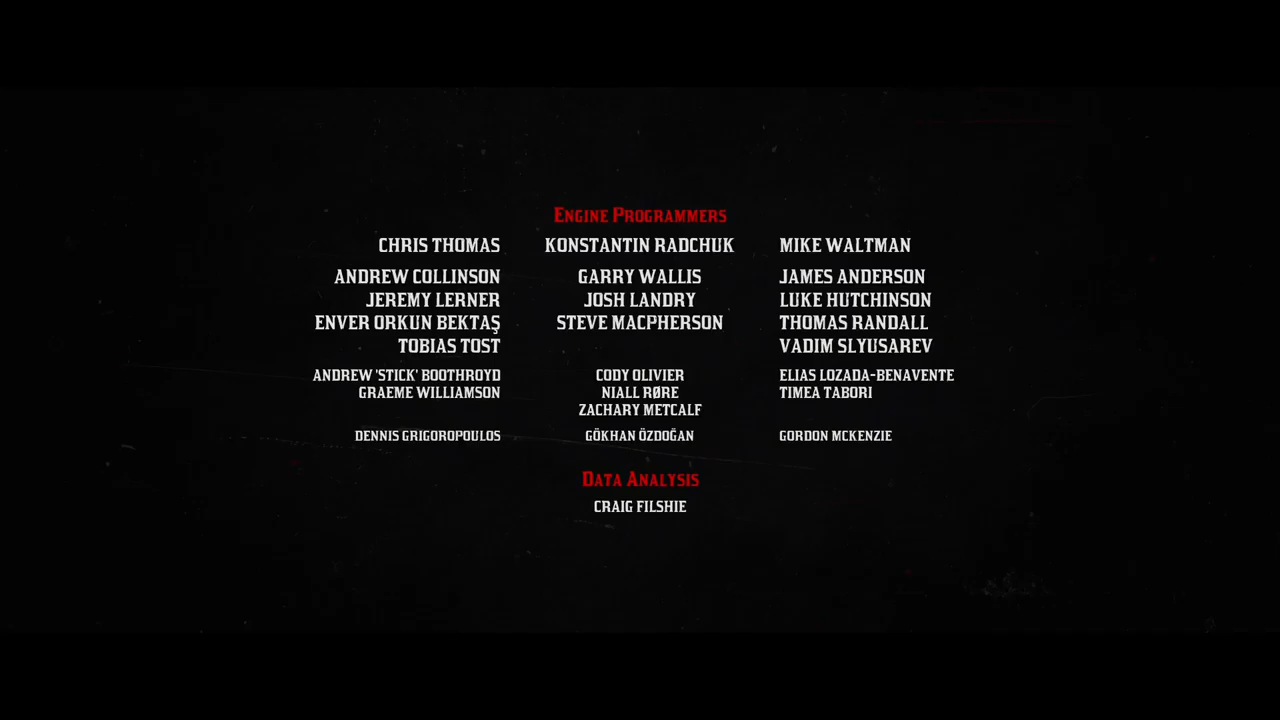 Engine Programmers
CHRIS THOMAS KONSTANTIN RADCHUK MIKE WALTMAN
ANDREW COLLINSON GARRY WALLIS JAMES ANDERSON
JEREMY LERNER JOSH LANDRY LUKE HUTCHINSON
ENVER ORKUN BEKTAŞ STEVE MACPHERSON THOMAS RANDALL
TOBIAS TOST VADIM SLYUSAREV
ANDREW 'STICK' BOOTHROYD CODY OLIVIER ELIAS LOZADA-BENAVENTE
GRAEME WILLIAMSON NIALL RØRE TIMEA TABORI
ZACHARY METCALF
DENNIS GRIGOROPOULOS GÖKHAN ÖZDOĞAN GORDON MCKENZIE
Data Analysis
CRAIG FILSHIE